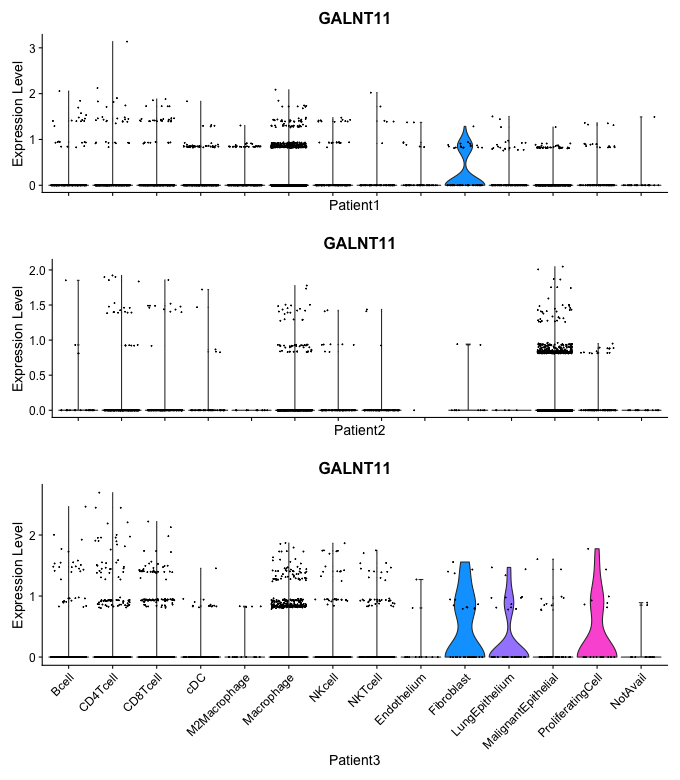 GALNT11
Expression Level
3
2
1
0
Patient1
GALNT11
Expression Level
2.0
1.5
1.0
0.5
0.0
Patient2
GALNT11
Expression Level
2
1
0
Bcell
CD4Tcell
CD8Tcell
cDC
M2Macrophage
Macrophage
NKcell
NKTcell
Endothelium
Fibroblast
LungEpithelium
MalignantEpithelial
ProliferatingCell
NotAvail
Patient3